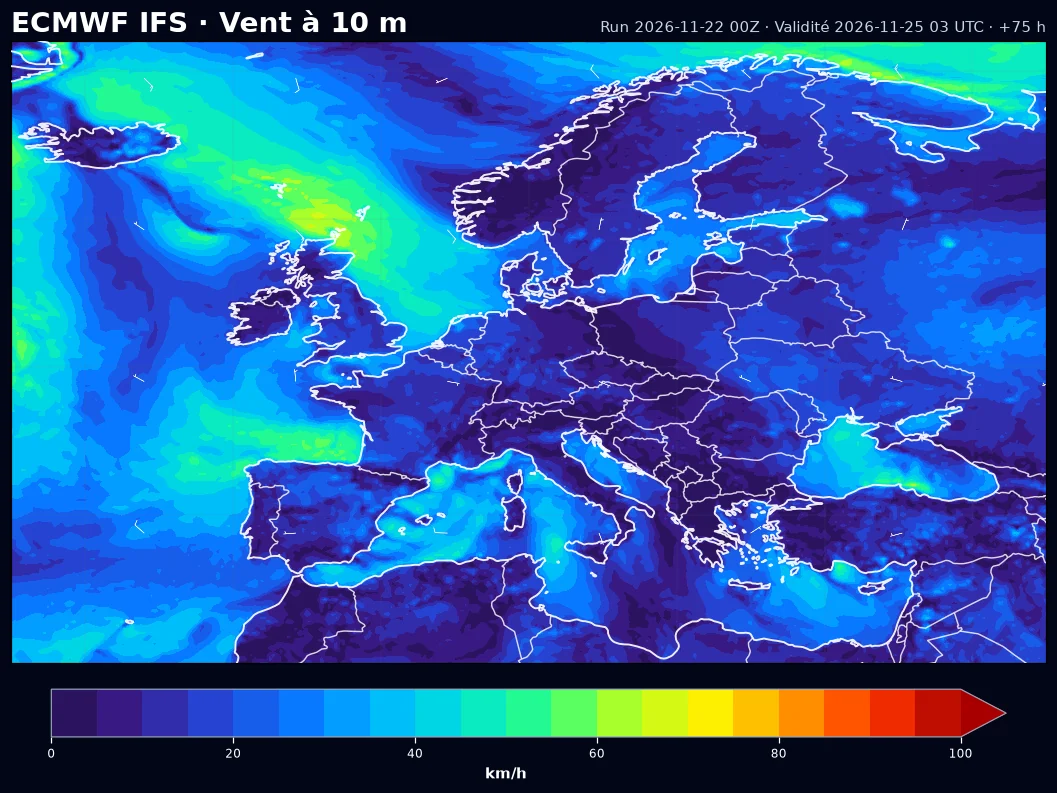 ECMWF IFS · Vent à 10 m
Run 2026-11-22 00Z · Validité 2026-11-25 03 UTC · +75 h
0 20 40 60 80 100
km/h